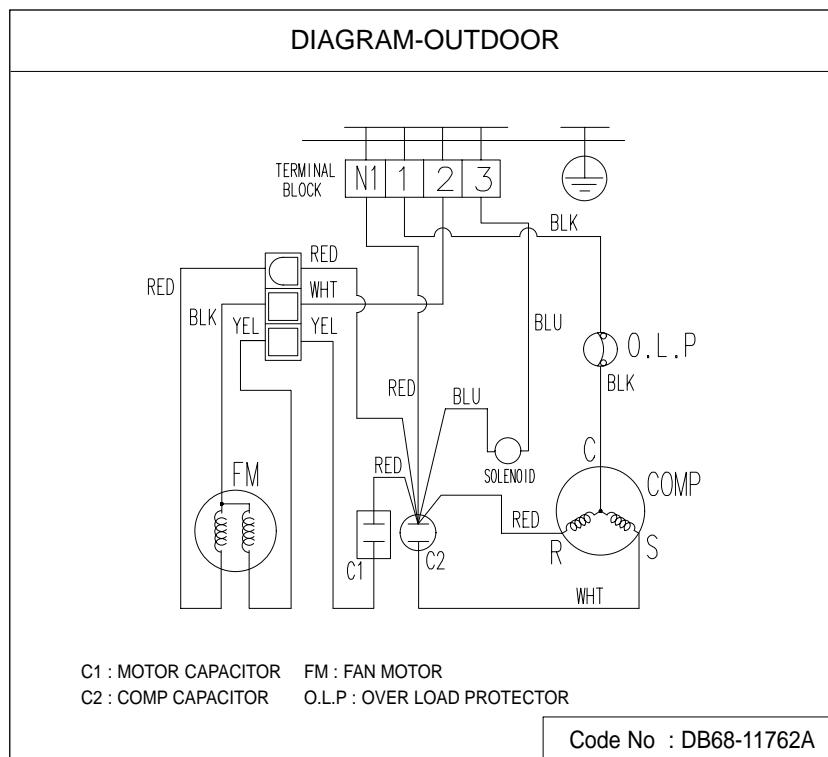 DIAGRAM-OUTDOOR
TERMINAL
BLOCK
N1 1 2 3
BLK
RED
RED
WHT
BLK
YEL YEL
BLU
O.L.P
BLK
RED
BLU
C
SOLENOID
COMP
FM
RED
RED
R
S
C1
C2
WHT
C1 : MOTOR CAPACITOR FM : FAN MOTOR
C2 : COMP CAPACITOR O.L.P : OVER LOAD PROTECTOR
Code No : DB68-11762A